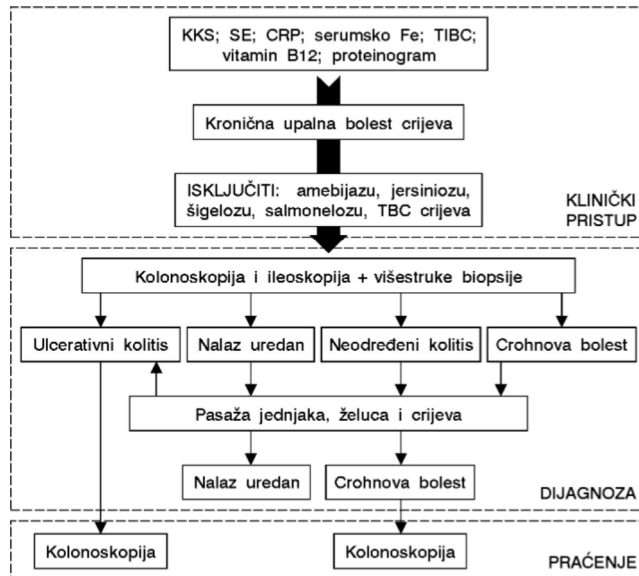 KKS; SE; CRP; serumsko Fe; TIBC;
vitamin B12; proteinogram
Kronična upalna bolest crijeva
ISKLJUČITI: amebijazu, jersiniozu,
šigelozu, salmonelozu, TBC crijeva
KLINIČKI
PRISTUP
Kolonoskopija i ileoskopija + višestruke biopsije
Ulcerativni kolitis
Nalaz uredan
Neodređeni kolitis
Crohnova bolest
Pasaža jednjaka, želuca i crijeva
Nalaz uredan
Crohnova bolest
DIJAGNOZA
Kolonoskopija
Kolonoskopija
PRAĆENJE